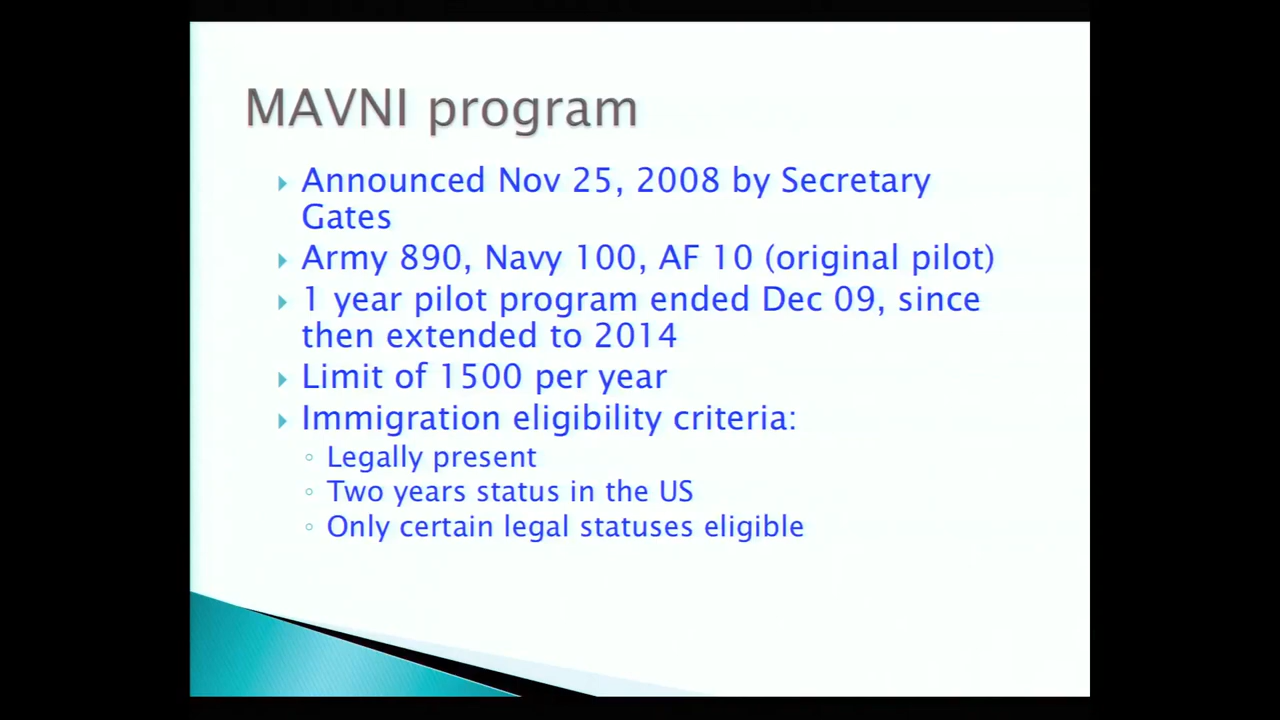 MAVNI program
Announced Nov 25, 2008 by Secretary
Gates
Army 890, Navy 100, AF 10 (original pilot)
1 year pilot program ended Dec 09, since
then extended to 2014
Limit of 1500 per year
Immigration eligibility criteria:
Legally present
Two years status in the US
Only certain legal statuses eligible